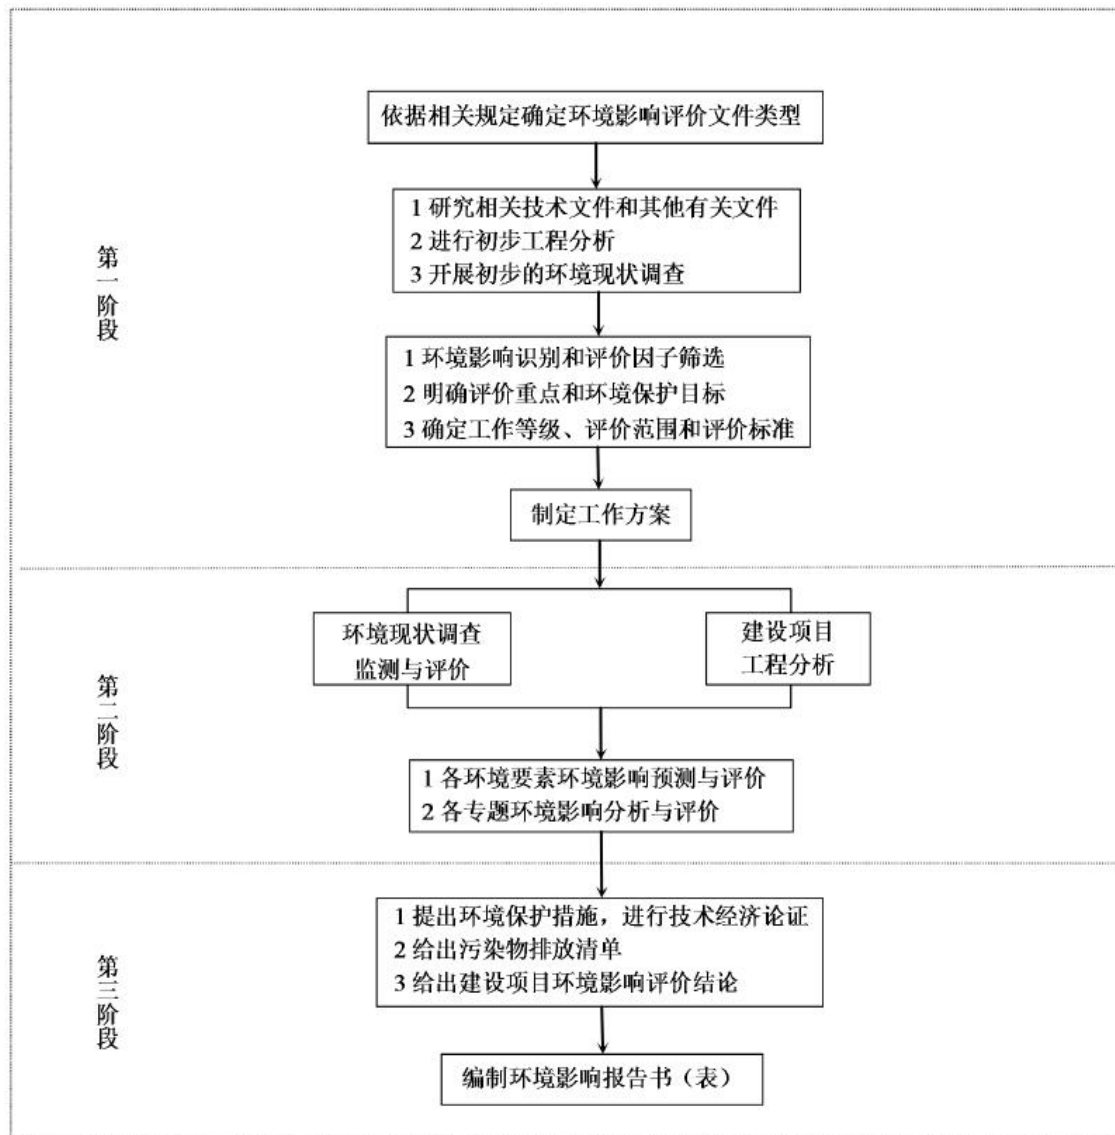 依据相关规定确定环境影响评价文件类型
1 研究相关技术文件和其他有关文件
2 进行初步工程分析
3 开展初步的环境现状调查
第一阶段
1 环境影响识别和评价因子筛选
2 明确评价重点和环境保护目标
3 确定工作等级、评价范围和评价标准
制定工作方案
环境现状调查
监测与评价
建设项目
工程分析
第二阶段
1 各环境要素环境影响预测与评价
2 各专题环境影响分析与评价
1 提出环境保护措施，进行技术经济论证
2 给出污染物排放清单
3 给出建设项目环境影响评价结论
第三阶段
编制环境影响报告书（表）